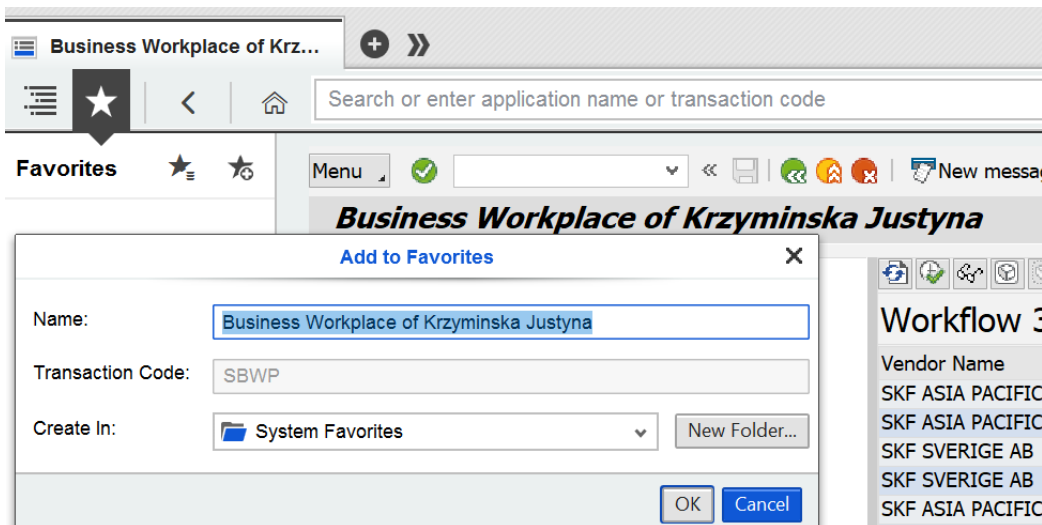 Business Workplace of Krz...
Search or enter application name or transaction code
Favorites
Menu
New messa
Business Workplace of Krzyminska Justyna
Add to Favorites
Name:
Business Workplace of Krzyminska Justyna
Transaction Code:
SBWP
Create In:
System Favorites
New Folder...
OK
Cancel
Workflow
Vendor Name
SKF ASIA PACIFIC
SKF ASIA PACIFIC
SKF SVERIGE AB
SKF SVERIGE AB
SKF ASIA PACIFIC